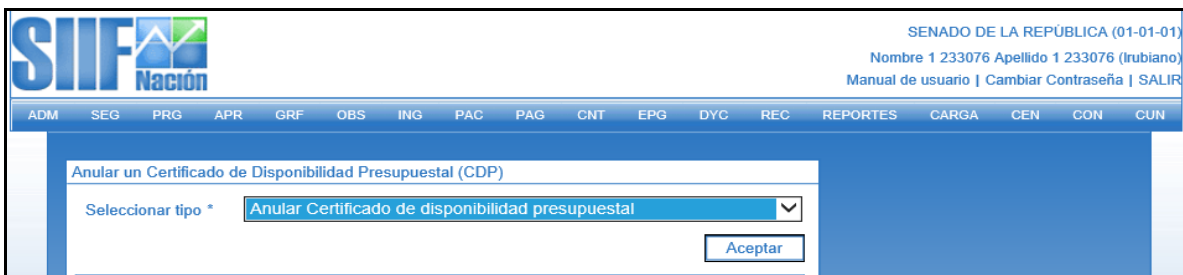 SIIF
Nación
SENADO DE LA REPÚBLICA (01-01-01)
Nombre 1 233076 Apellido 1 233076 (lrubiano)
Manual de usuario | Cambiar Contraseña | SALIR
ADM SEG PRG APR GRF OBS ING PAC PAG CNT EPG DYC REC REPORTES CARGA CEN CON CUN
Anular un Certificado de Disponibilidad Presupuestal (CDP)
Seleccionar tipo * Anular Certificado de disponibilidad presupuestal
Aceptar